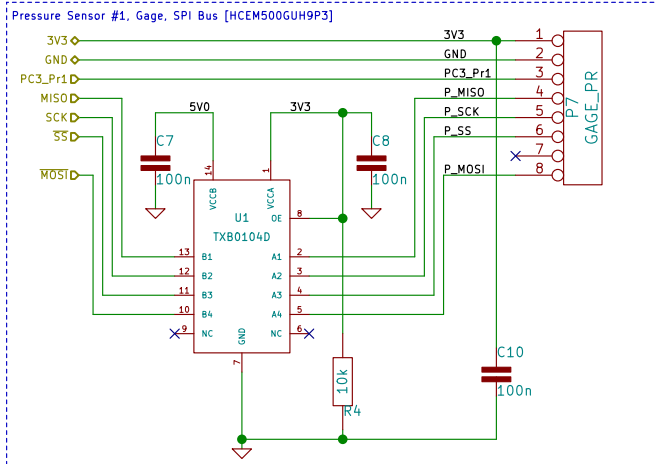 Pressure Sensor #1, Gage, SPI Bus [HCEM500GUH9P3]
3V3
3V3
1
GND
GND
2
PC3_Pr1
PC3_Pr1
3
MISO
P_MISO
4
SCK
5V0
3V3
P_SCK
5
SS
P_SS
6
7
MOSI
P_MOSI
8
P7
GAGE_PR
C7
100n
C8
100n
14
VCCB
1
VCCA
U1
TXB0104D
OE
8
13
B1
A1
2
12
B2
A2
3
11
B3
A3
4
10
B4
A4
5
9
NC
NC
6
GND
7
10k
R4
C10
100n